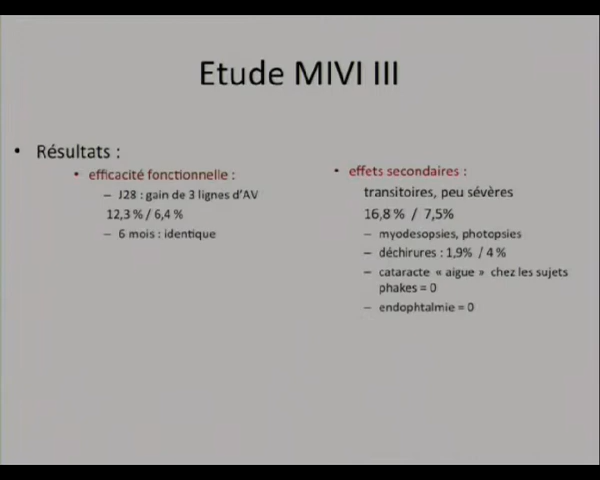 Etude MIVI III
• Résultats :
• efficacité fonctionnelle :
– J28 : gain de 3 lignes d'AV
12,3 % / 6,4 %
– 6 mois : identique
• effets secondaires :
transitoires, peu sévères
16,8 % / 7,5%
– myodesopsies, photopsies
– déchirures : 1,9% / 4 %
– cataracte « aigue » chez les sujets
phakes = 0
– endophtalmie = 0